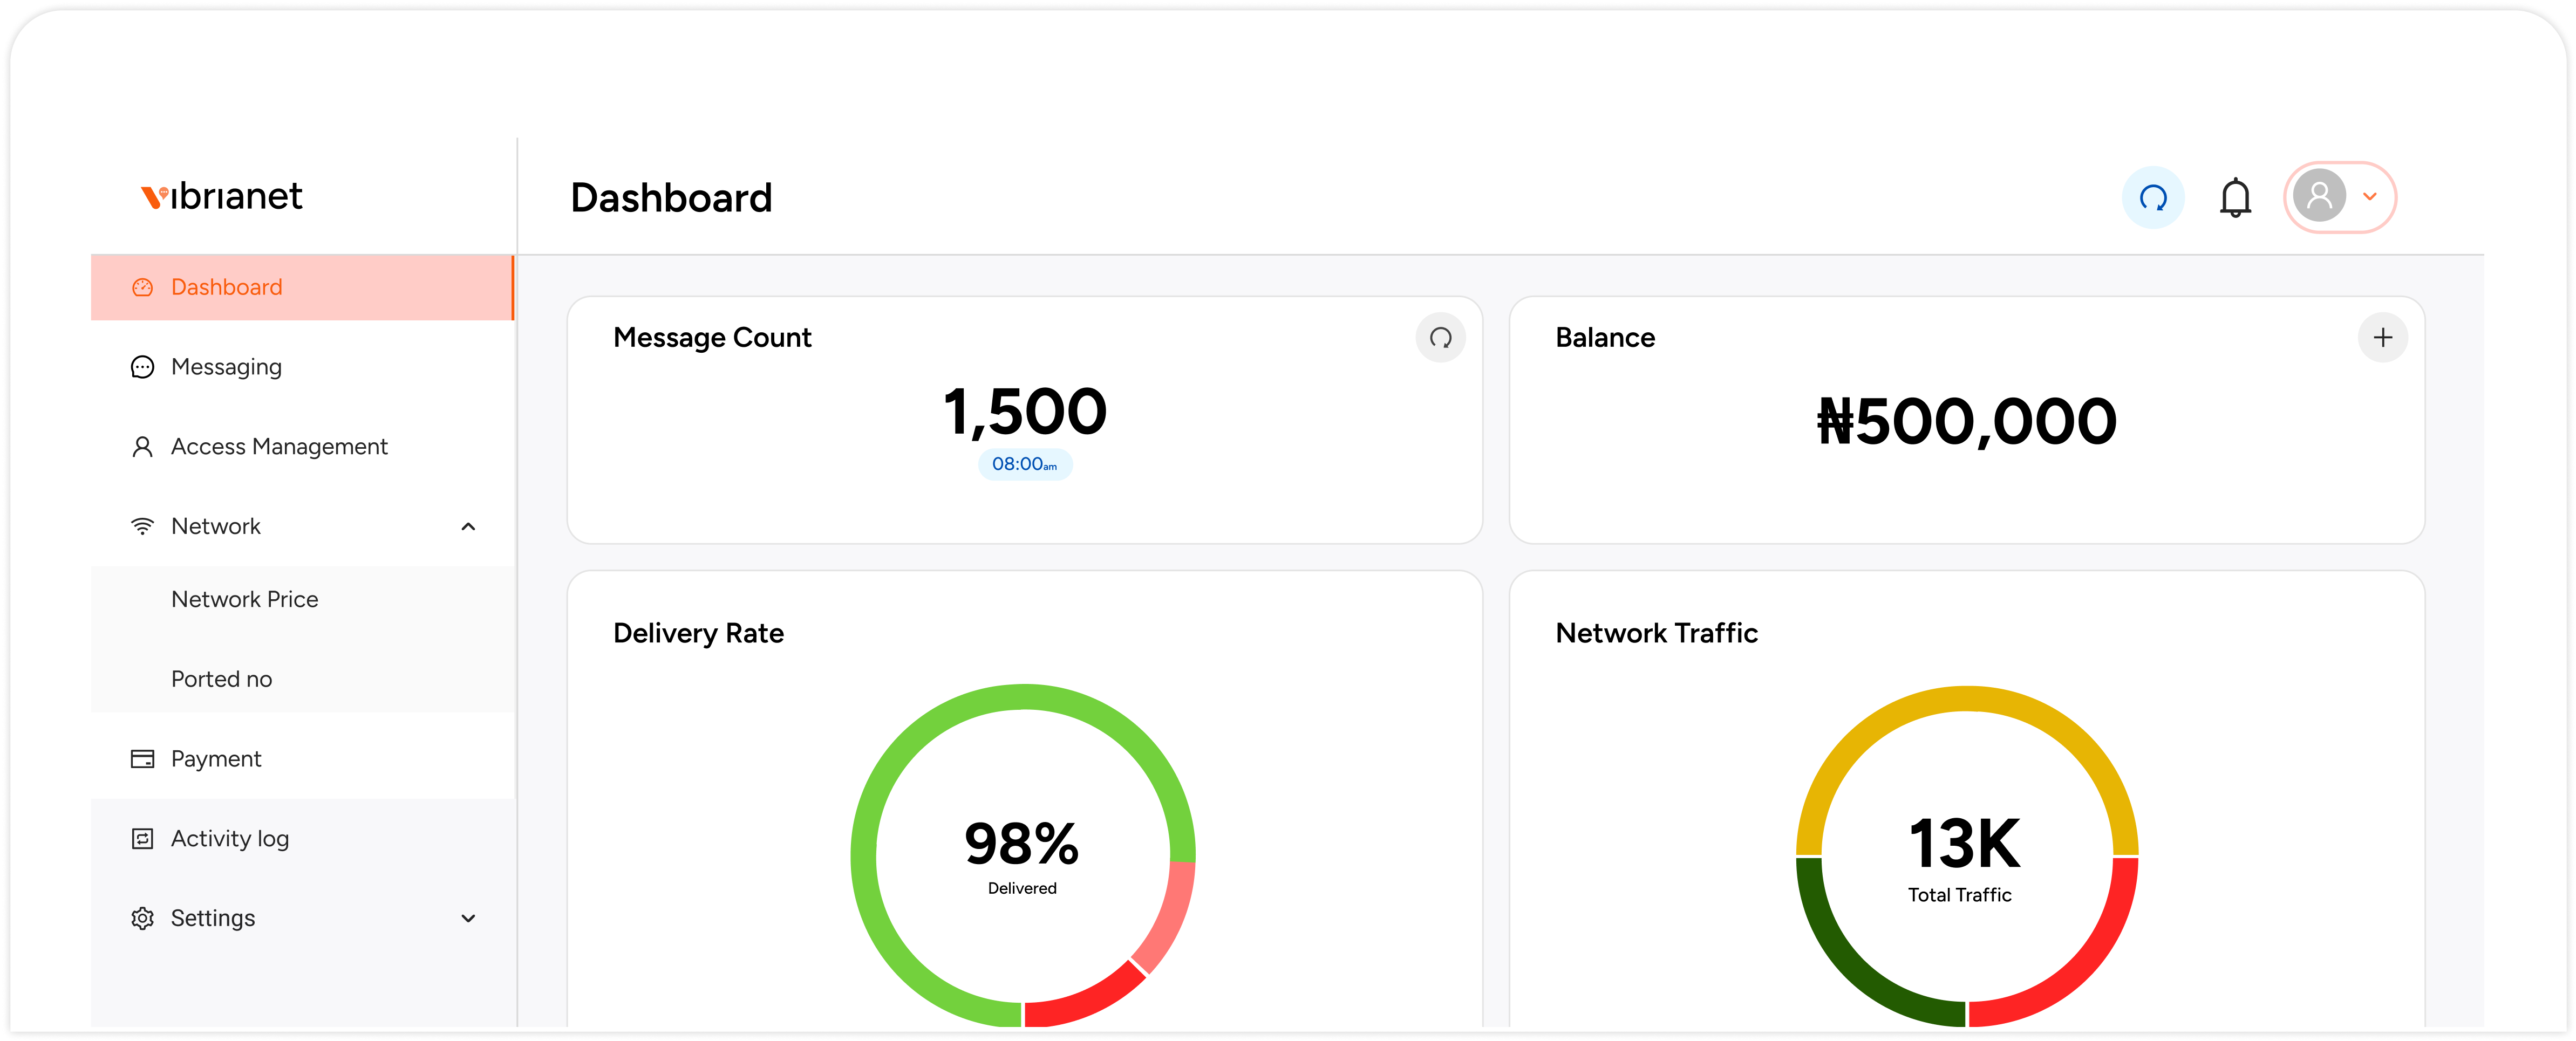 vibrianet
Dashboard
Dashboard
Messaging
Access Management
Network
Network Price
Ported no
Payment
Activity log
Settings
Message Count
1,500
08:00am
Balance
₦500,000
Delivery Rate
98%
Delivered
Network Traffic
13K
Total Traffic